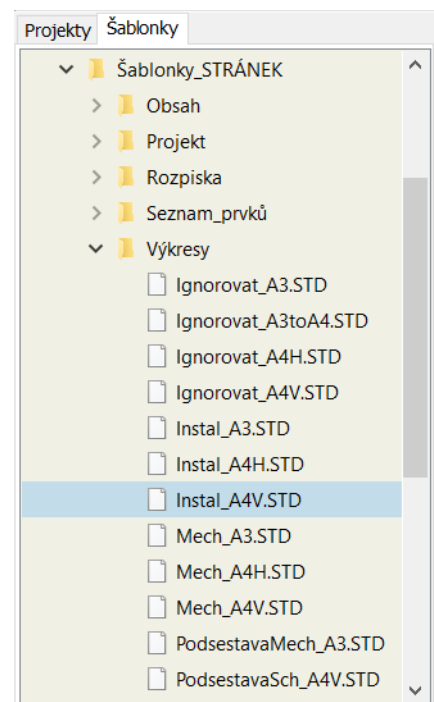 Projekty Šablonky
Šablonky_STRÁNEK
Obsah
Projekt
Rozpiska
Seznam_prvků
Výkresy
Ignorovat_A3.STD
Ignorovat_A3toA4.STD
Ignorovat_A4H.STD
Ignorovat_A4V.STD
Instal_A3.STD
Instal_A4H.STD
Instal_A4V.STD
Mech_A3.STD
Mech_A4H.STD
Mech_A4V.STD
PodsestavaMech_A3.STD
PodsestavaSch_A4V.STD